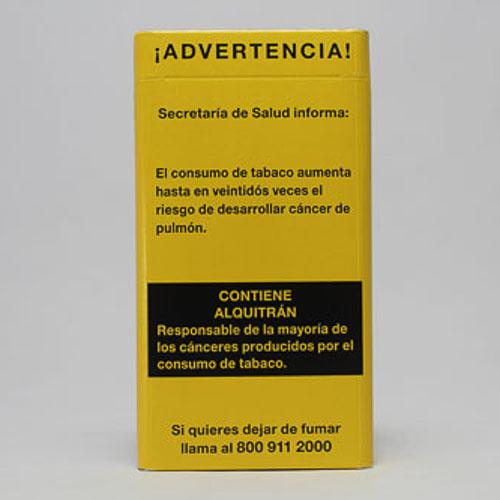 ¡ADVERTENCIA!
Secretaría de Salud informa:
El consumo de tabaco aumenta
hasta en veintidós veces el
riesgo de desarrollar cáncer de
pulmón.
CONTIENE
ALQUITRÁN
Responsable de la mayoría de
los cánceres producidos por el
consumo de tabaco.
Si quieres dejar de fumar
llama al 800 911 2000